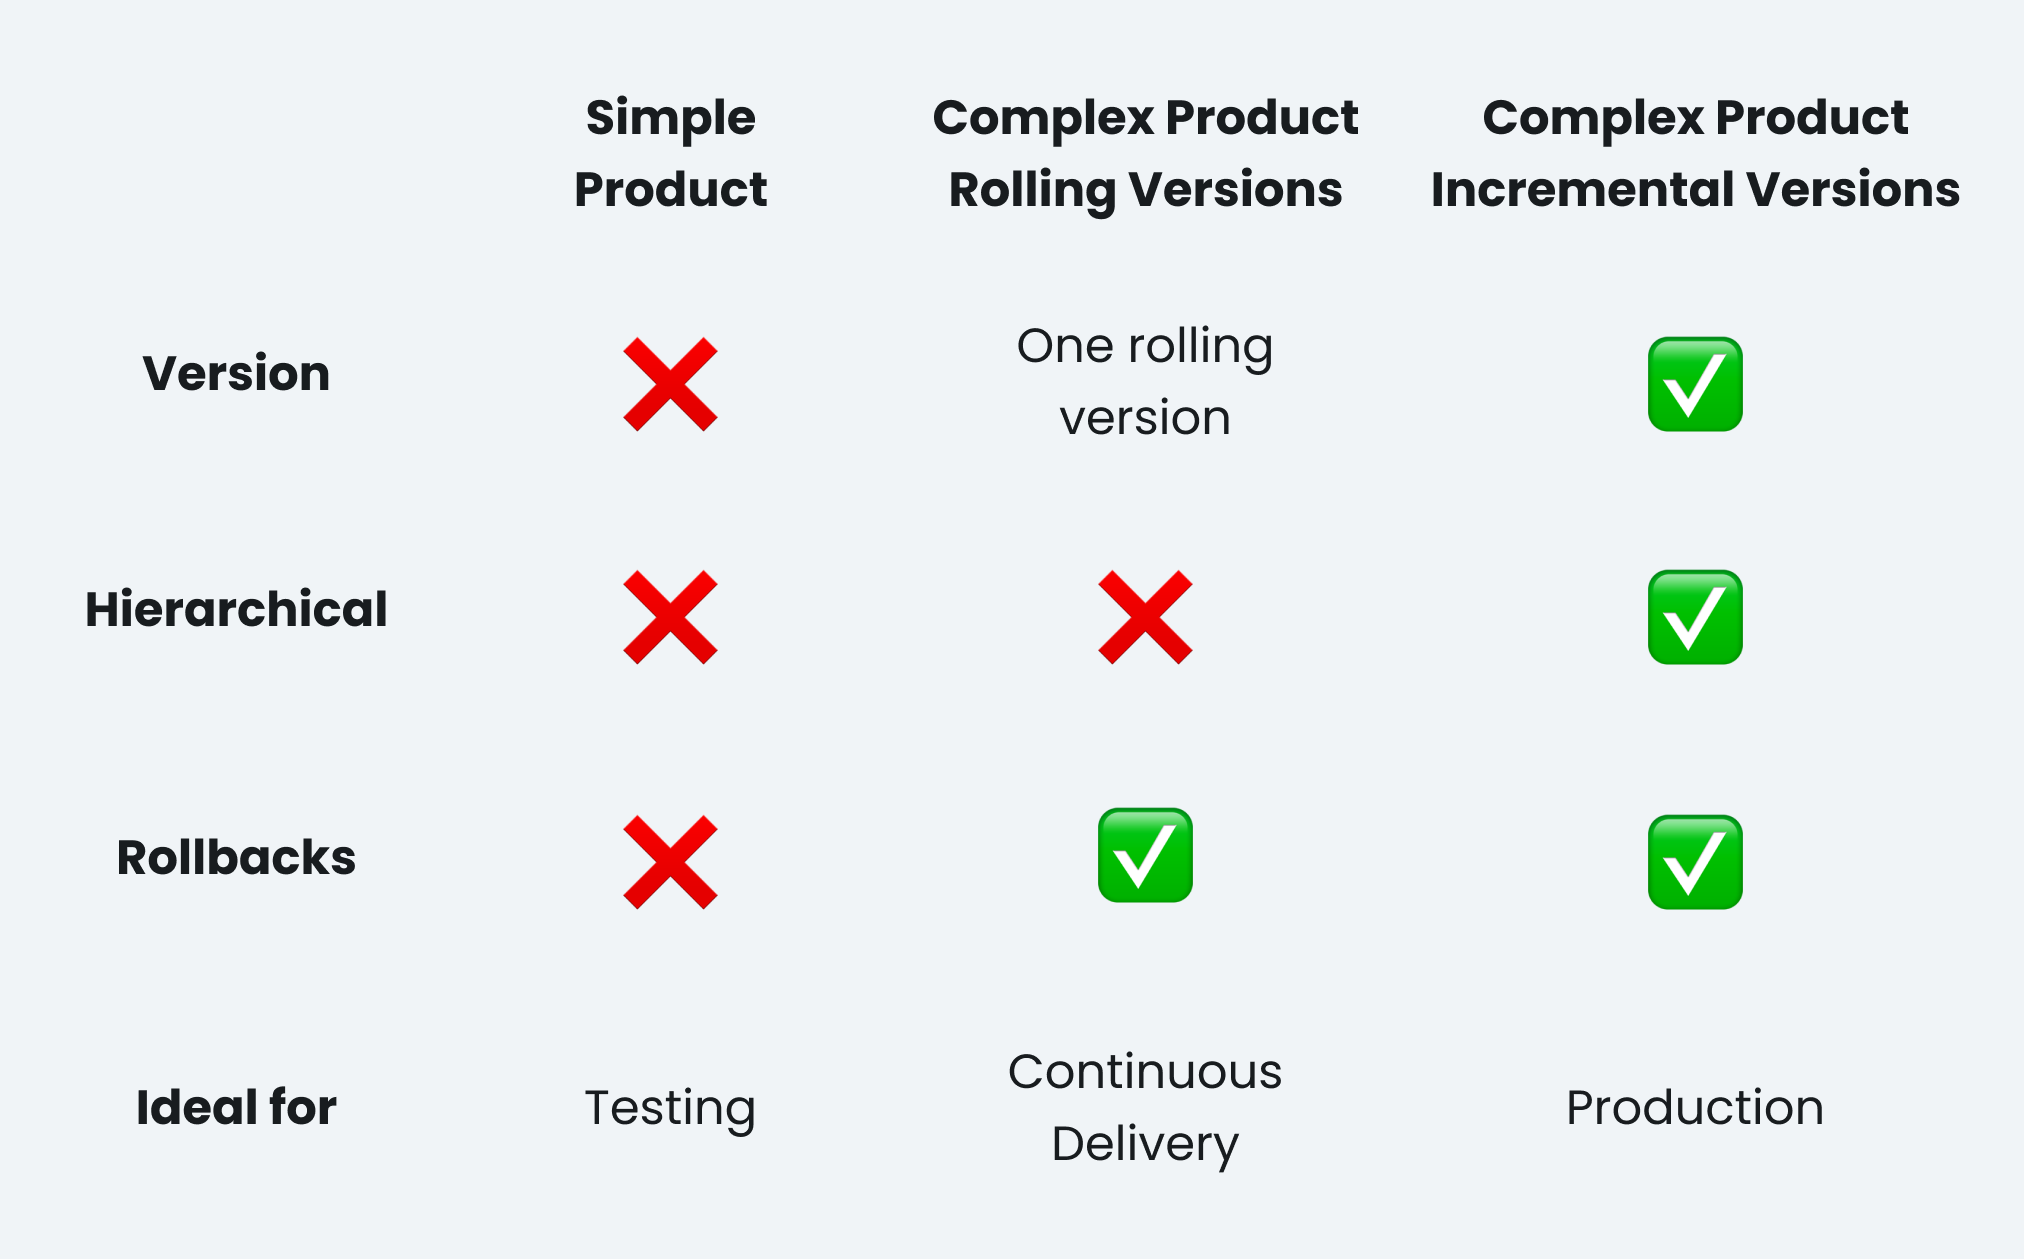 Simple
Product
Complex Product
Rolling Versions
Complex Product
Incremental Versions
Version
One rolling
version
Hierarchical
Rollbacks
Ideal for
Testing
Continuous
Delivery
Production